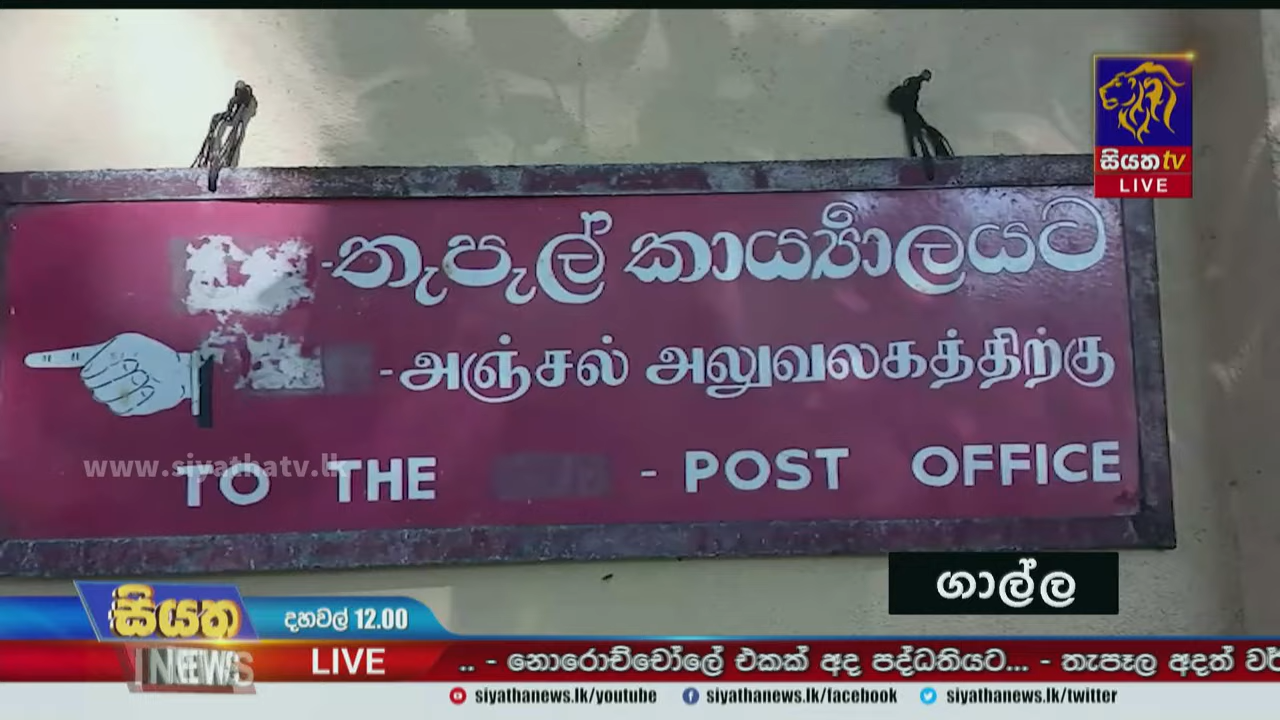 සියත tv
LIVE
-තැපැල් කාර්‍ය්‍යාලයට
-அஞ்சல் அலுவலகத்திற்கு
www.siyathatv.lk
TO THE - POST OFFICE
ගාල්ල
සියත
දහවල් 12.00
NEWS
LIVE
.. - නොරොච්චෝලේ එකක් අද පද්ධතියට... - තැපෑල අදත්
siyathanews.lk/youtube siyathanews.lk/facebook siyathanews.lk/twitter